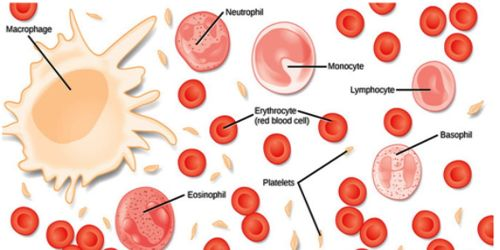 Neutrophil
Macrophage
Monocyte
Lymphocyte
Erythrocyte
(red blood cell)
Basophil
Platelets
Eosinophil